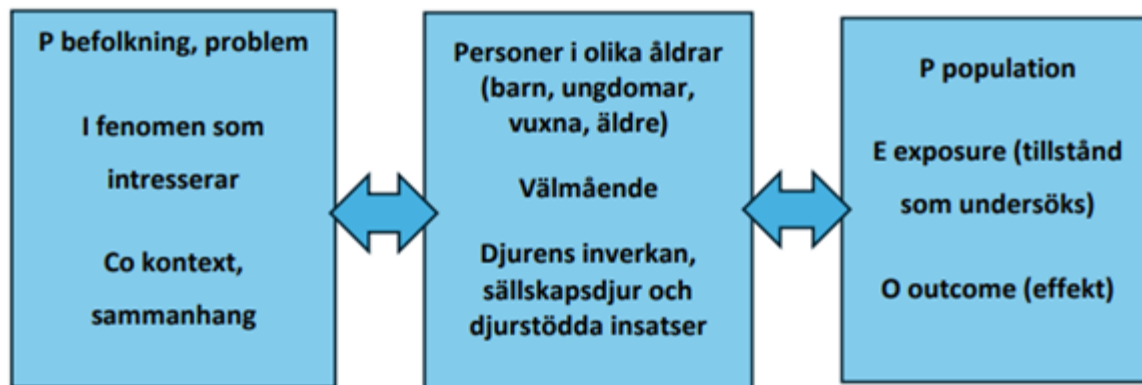 P befolkning, problem
I fenomen som
intresserar
Co kontext,
sammanhang
Personer i olika åldrar
(barn, ungdomar,
vuxna, äldre)
Välmående
Djurens inverkan,
sällskapsdjur och
djurstödda insatser
P population
E exposure (tillstånd
som undersöks)
O outcome (effekt)